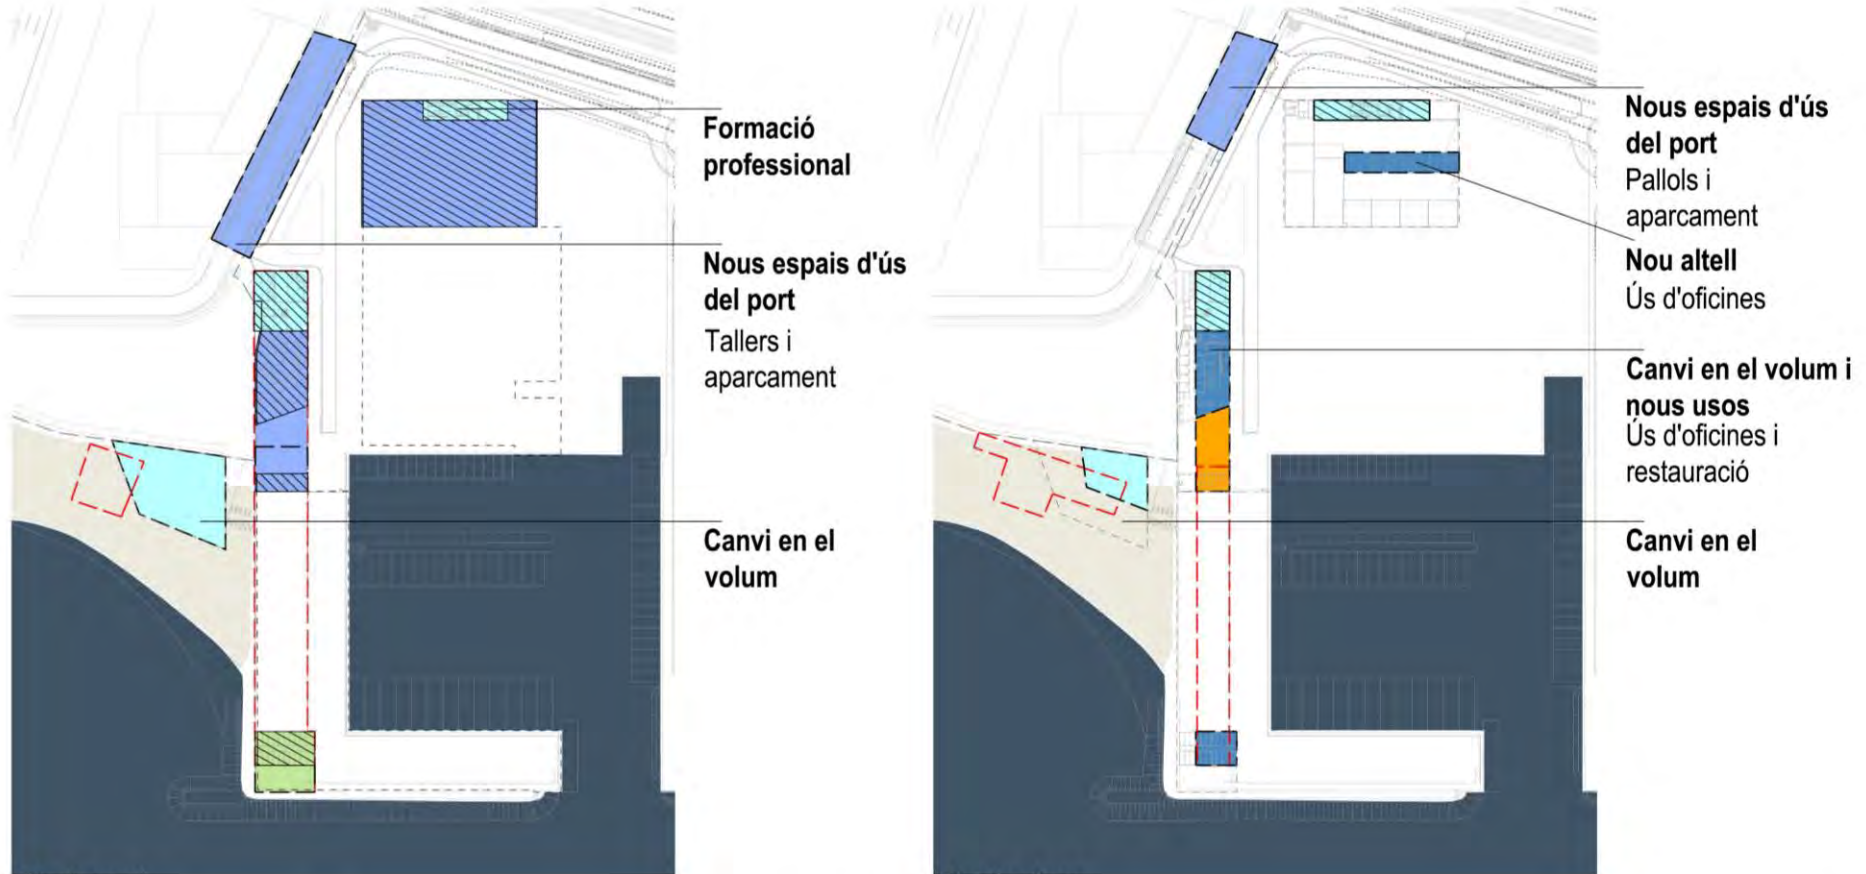 Formació
professional
Nous espais d'ús
del port
Tallers i
aparcament
Canvi en el
volum
Nous espais d'ús
del port
Pallols i
aparcament
Nou altell
Ús d'oficines
Canvi en el volum i
nous usos
Ús d'oficines i
restauració
Canvi en el
volum